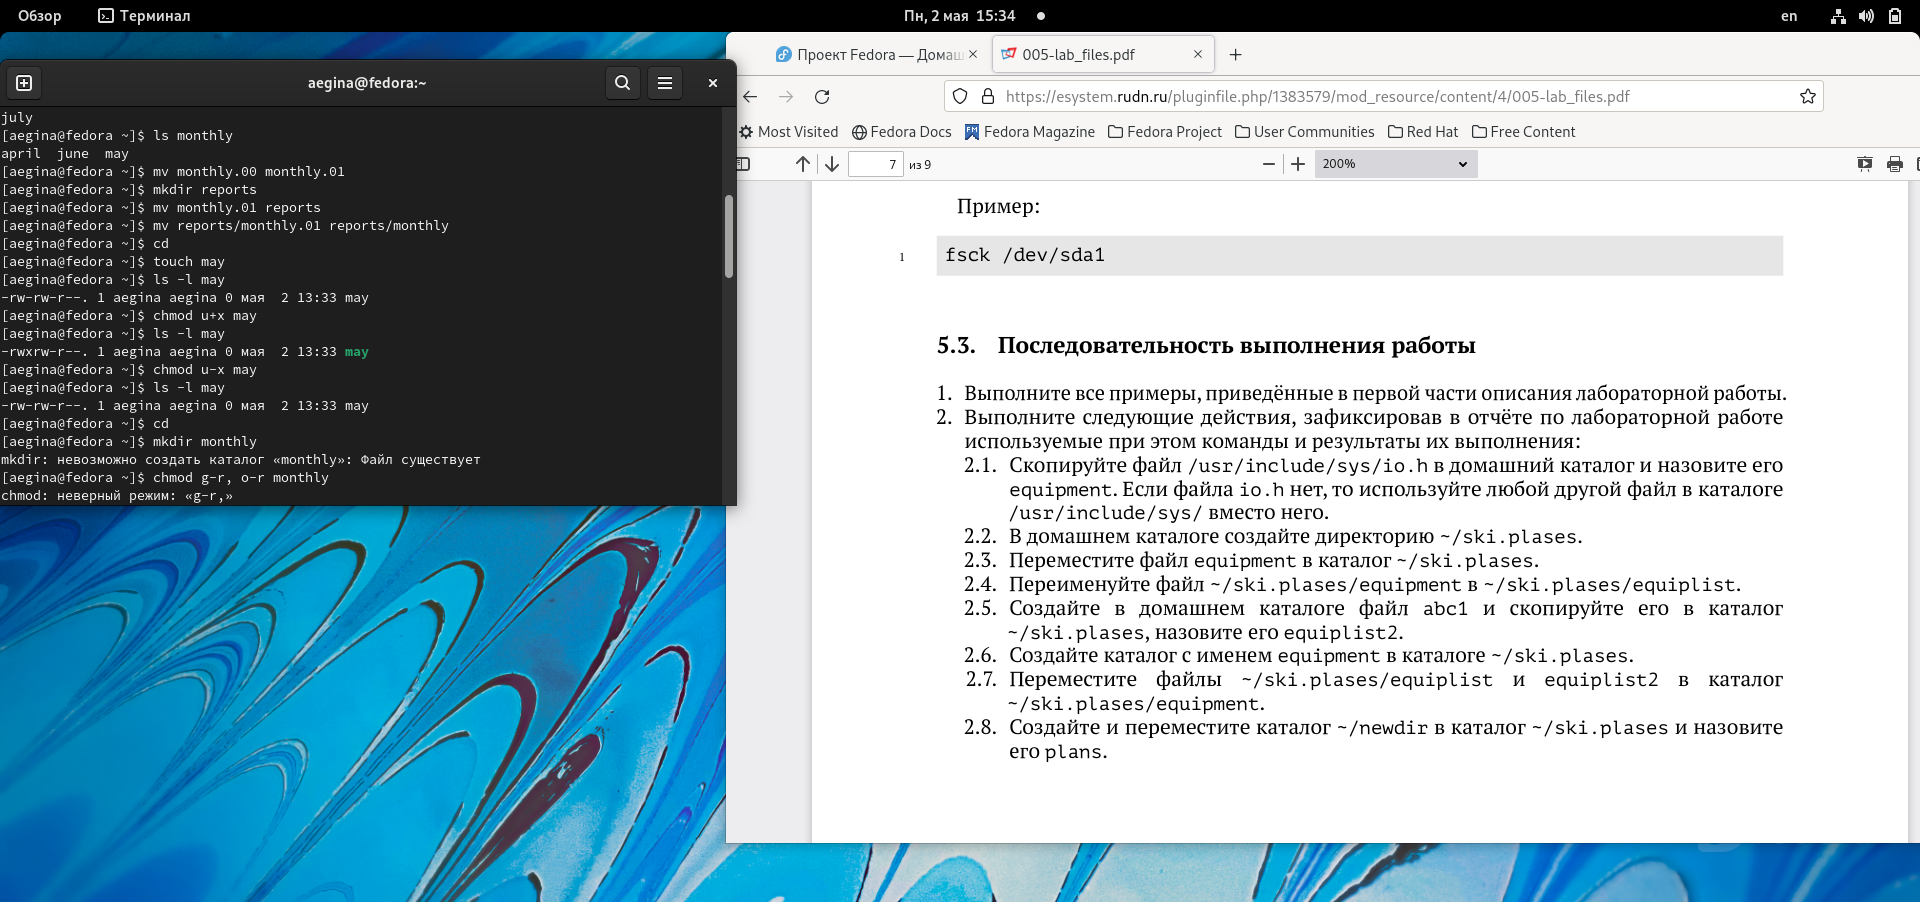 Обзор
Терминал
Пн, 2 мая 15:34
en
aegina@fedora:~
july
[aegina@fedora ~]$ ls monthly
april  june  may
[aegina@fedora ~]$ mv monthly.00 monthly.01
[aegina@fedora ~]$ mkdir reports
[aegina@fedora ~]$ mv monthly.01 reports
[aegina@fedora ~]$ mv reports/monthly.01 reports/monthly
[aegina@fedora ~]$ cd
[aegina@fedora ~]$ touch may
[aegina@fedora ~]$ ls -l may
-rw-rw-r--. 1 aegina aegina 0 мая  2 13:33 may
[aegina@fedora ~]$ chmod u+x may
[aegina@fedora ~]$ ls -l may
-rwxrw-r--. 1 aegina aegina 0 мая  2 13:33 may
[aegina@fedora ~]$ chmod u-x may
[aegina@fedora ~]$ ls -l may
-rw-rw-r--. 1 aegina aegina 0 мая  2 13:33 may
[aegina@fedora ~]$ cd
[aegina@fedora ~]$ mkdir monthly
mkdir: невозможно создать каталог «monthly»: Файл существует
[aegina@fedora ~]$ chmod g-r, o-r monthly
chmod: неверный режим: «g-r,»
Проект Fedora — Домаш
005-lab_files.pdf
https://esystem.rudn.ru/pluginfile.php/1383579/mod_resource/content/4/005-lab_files.pdf
Most Visited Fedora Docs Fedora Magazine Fedora Project User Communities Red Hat Free Content
7 из 9
200%
Пример:
1 fsck /dev/sda1
5.3. Последовательность выполнения работы
1. Выполните все примеры, приведённые в первой части описания лабораторной работы.
2. Выполните следующие действия, зафиксировав в отчёте по лабораторной работе
используемые при этом команды и результаты их выполнения:
2.1. Скопируйте файл /usr/include/sys/io.h в домашний каталог и назовите его
equipment. Если файла io.h нет, то используйте любой другой файл в каталоге
/usr/include/sys/ вместо него.
2.2. В домашнем каталоге создайте директорию ~/ski.plases.
2.3. Переместите файл equipment в каталог ~/ski.plases.
2.4. Переименуйте файл ~/ski.plases/equipment в ~/ski.plases/equiplist.
2.5. Создайте в домашнем каталоге файл abc1 и скопируйте его в каталог
~/ski.plases, назовите его equiplist2.
2.6. Создайте каталог с именем equipment в каталоге ~/ski.plases.
2.7. Переместите файлы ~/ski.plases/equiplist и equiplist2 в каталог
~/ski.plases/equipment.
2.8. Создайте и переместите каталог ~/newdir в каталог ~/ski.plases и назовите
его plans.